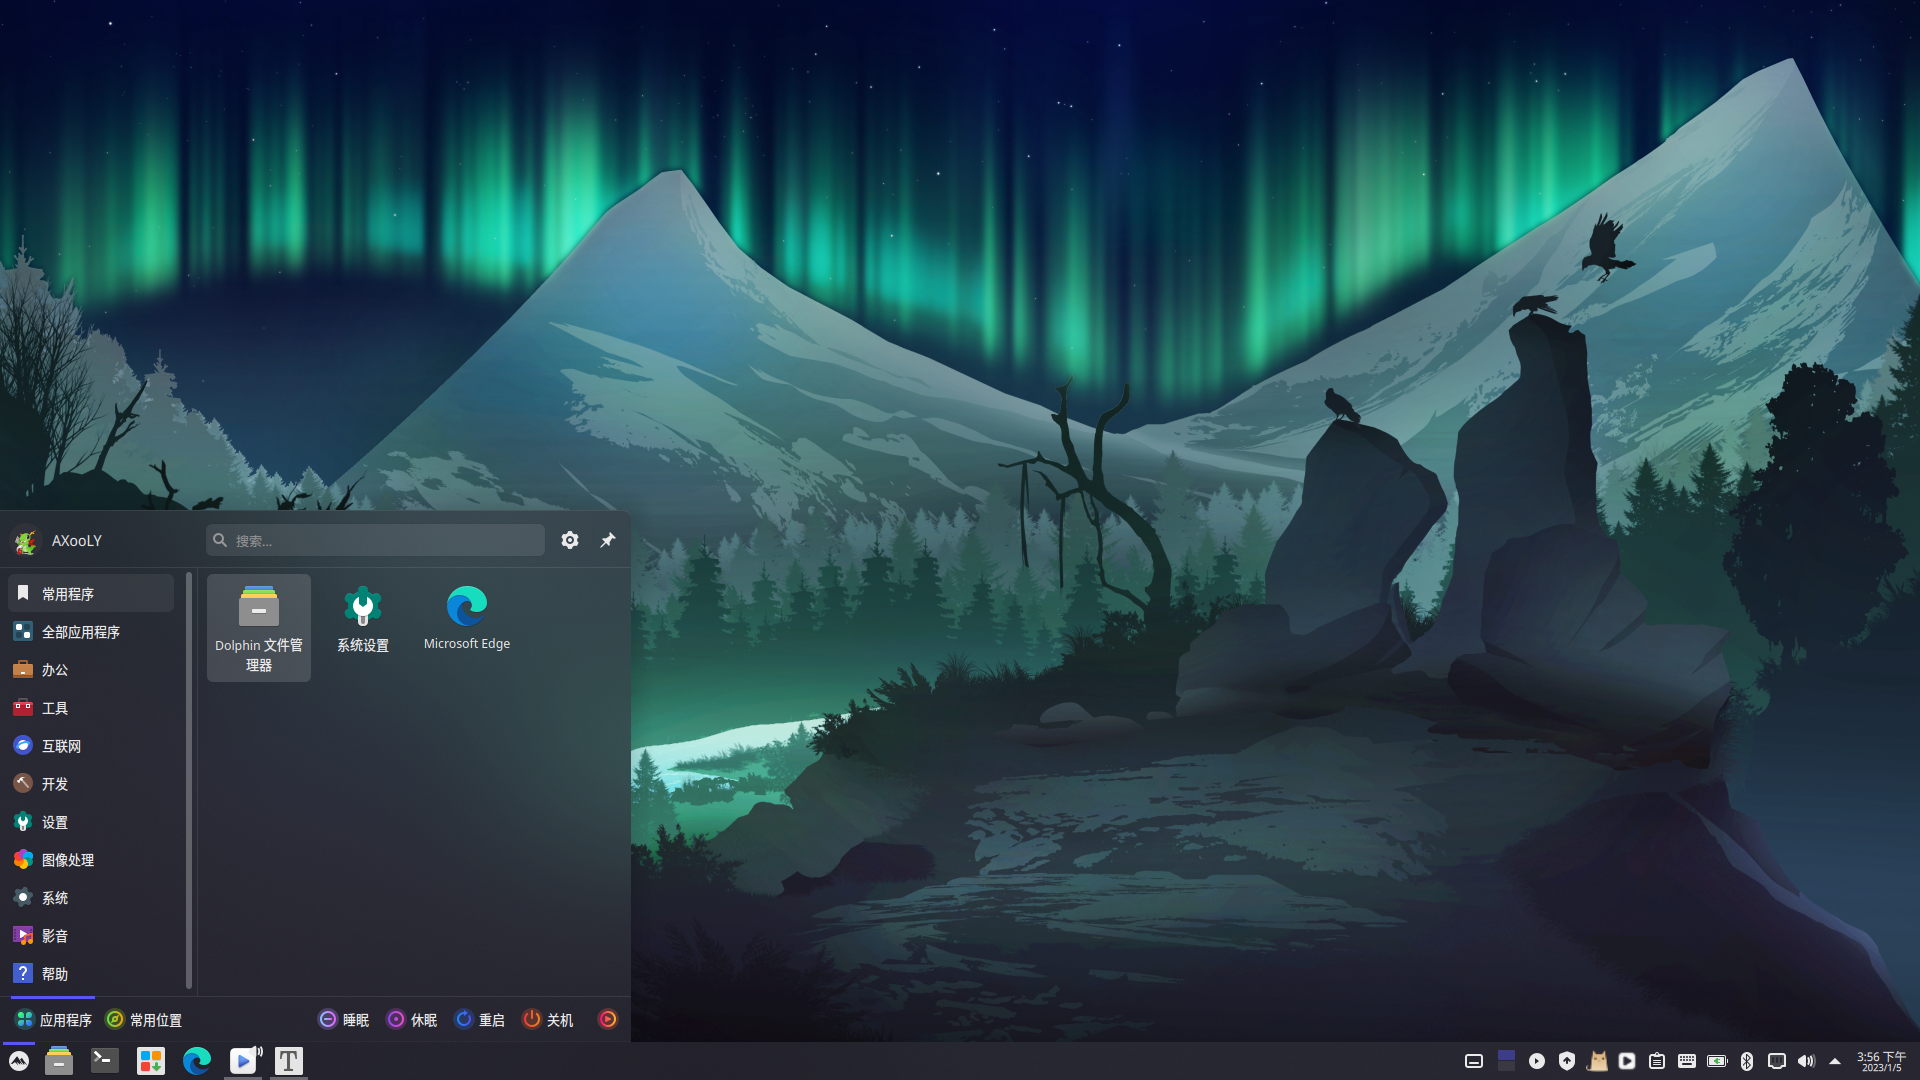 AXooLY
搜索...
常用程序
全部应用程序
办公
工具
互联网
开发
设置
图像处理
系统
影音
帮助
Dolphin 文件管
理器
系统设置
Microsoft Edge
应用程序 常用位置 睡眠 休眠 重启 关机
3:56 下午
2023/1/5